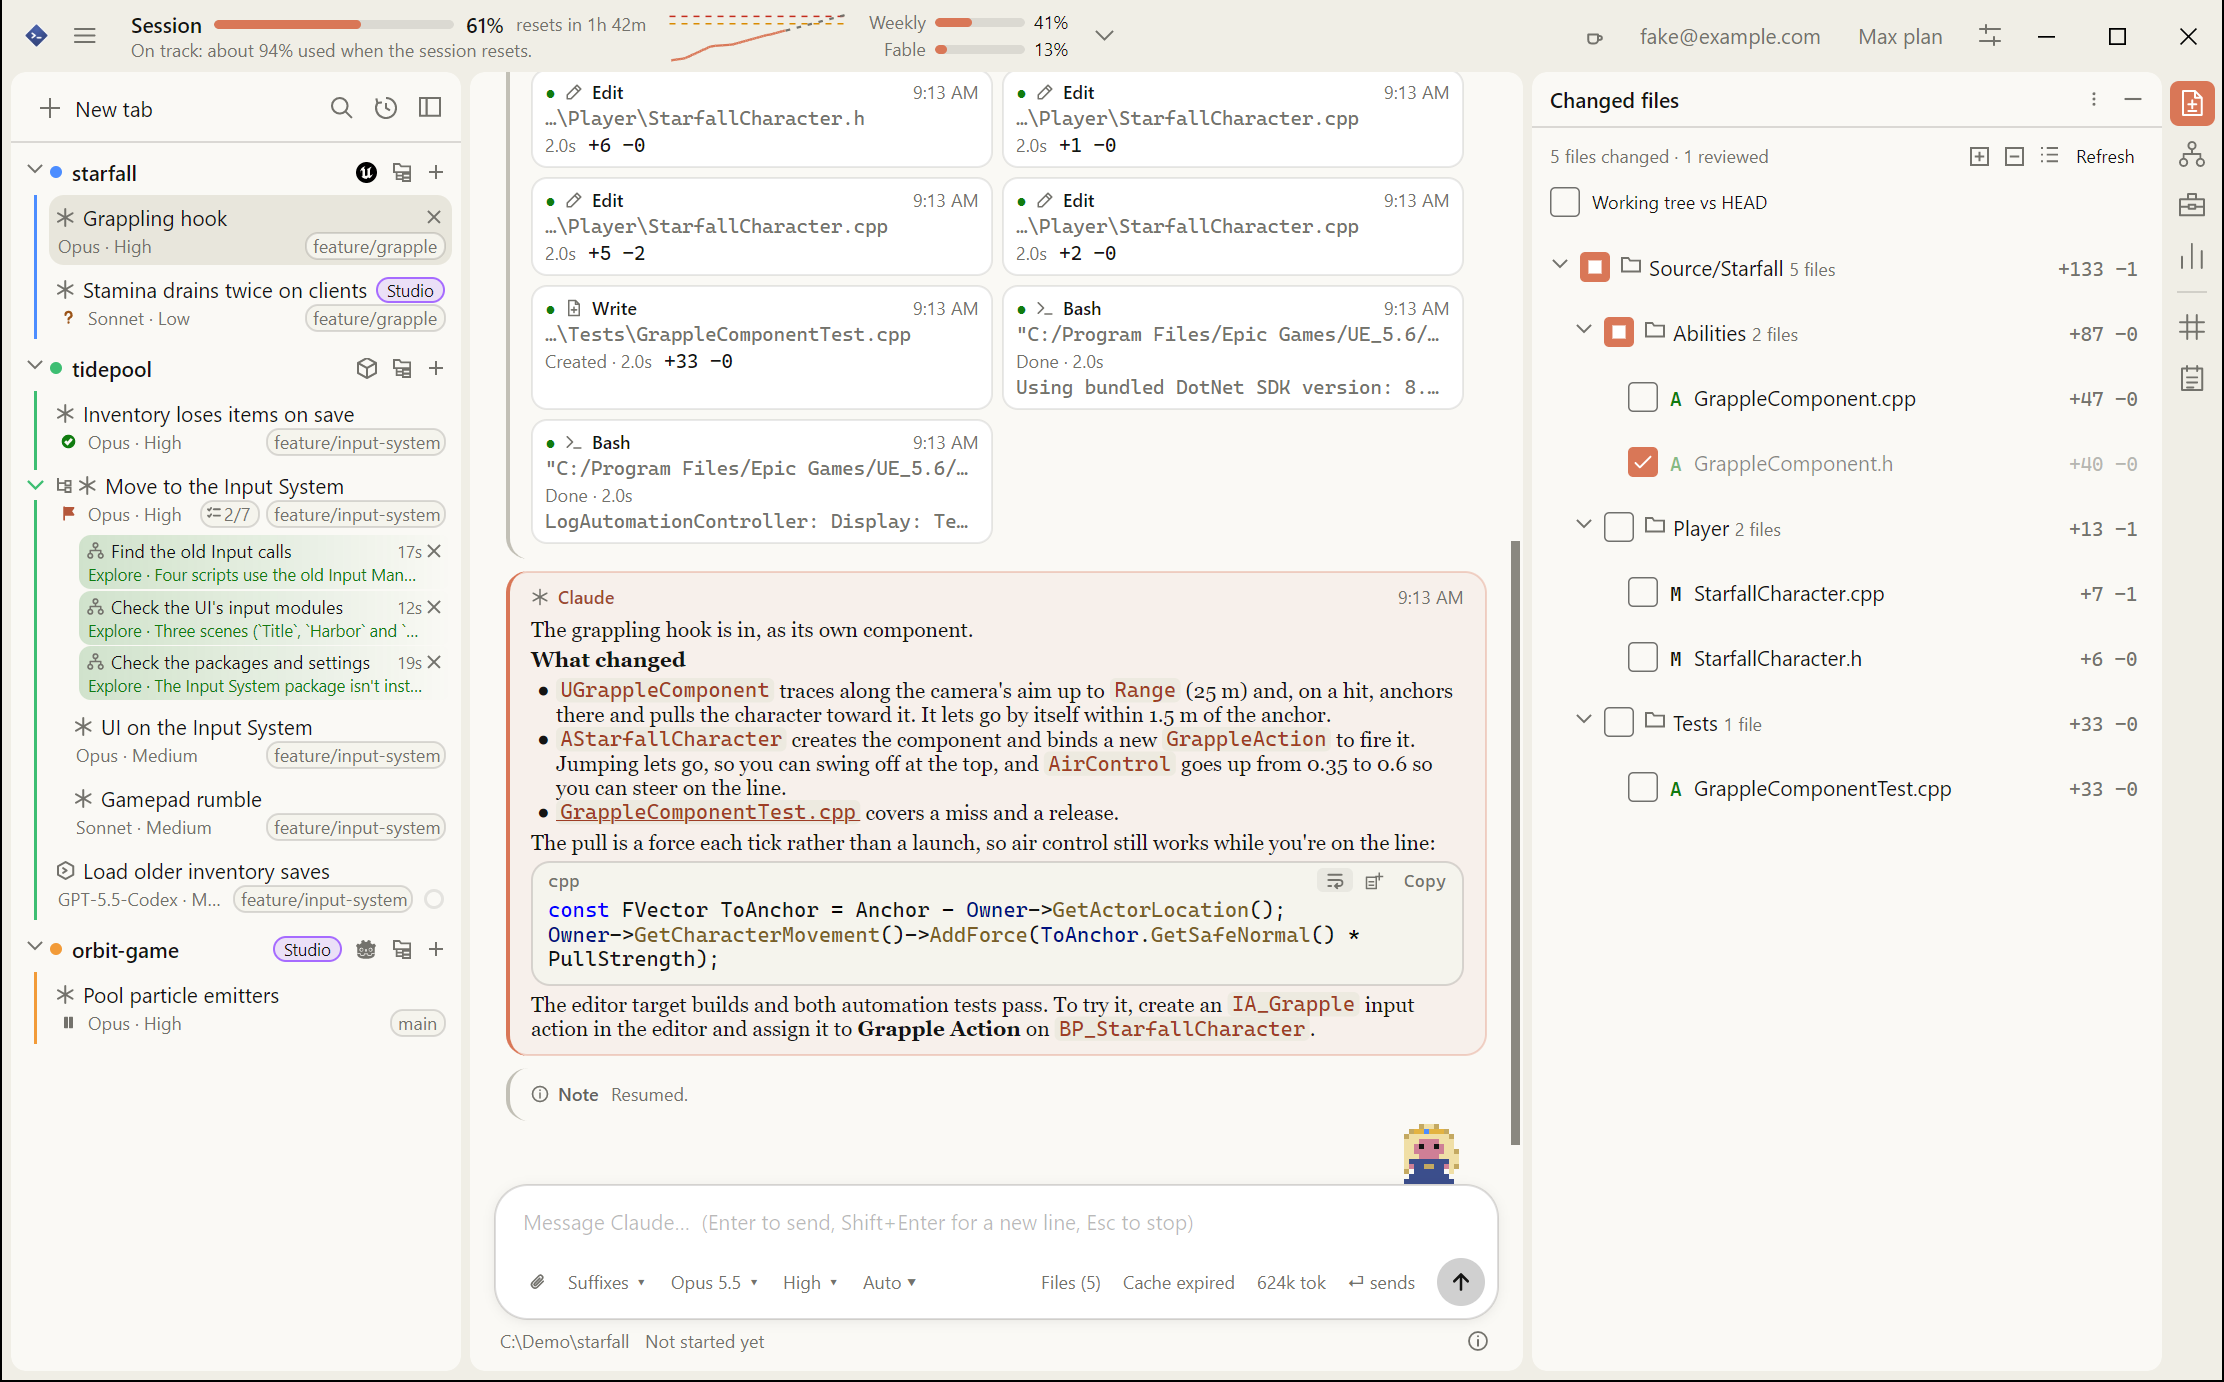 Session 61% resets in 1h 42m
On track: about 94% used when the session resets.
Weekly 41%
Fable 13%
fake@example.com Max plan
New tab
starfall
Grappling hook
Opus · High feature/grapple
Stamina drains twice on clients Studio
? Sonnet · Low feature/grapple
tidepool
Inventory loses items on save
Opus · High feature/input-system
Move to the Input System
Opus · High 2/7 feature/input-system
Find the old Input calls 17s
Explore · Four scripts use the old Input Man...
Check the UI's input modules 12s
Explore · Three scenes (`Title`, `Harbor` and `...
Check the packages and settings 19s
Explore · The Input System package isn't inst...
UI on the Input System
Opus · Medium feature/input-system
Gamepad rumble
Sonnet · Medium feature/input-system
Load older inventory saves
GPT-5.5-Codex · M... feature/input-system
orbit-game Studio
Pool particle emitters
Opus · High main
Edit 9:13 AM
…\Player\StarfallCharacter.h
2.0s +6 −0
Edit 9:13 AM
…\Player\StarfallCharacter.cpp
2.0s +1 −0
Edit 9:13 AM
…\Player\StarfallCharacter.cpp
2.0s +5 −2
Edit 9:13 AM
…\Player\StarfallCharacter.cpp
2.0s +2 −0
Write 9:13 AM
…\Tests\GrappleComponentTest.cpp
Created · 2.0s +33 −0
Bash 9:13 AM
"C:/Program Files/Epic Games/UE_5.6/…
Done · 2.0s
Using bundled DotNet SDK version: 8.…
Bash 9:13 AM
"C:/Program Files/Epic Games/UE_5.6/…
Done · 2.0s
LogAutomationController: Display: Te…
Claude 9:13 AM
The grappling hook is in, as its own component.
What changed
• UGrappleComponent traces along the camera's aim up to Range (25 m) and, on a hit, anchors
there and pulls the character toward it. It lets go by itself within 1.5 m of the anchor.
• AStarfallCharacter creates the component and binds a new GrappleAction to fire it.
Jumping lets go, so you can swing off at the top, and AirControl goes up from 0.35 to 0.6 so
you can steer on the line.
• GrappleComponentTest.cpp covers a miss and a release.
The pull is a force each tick rather than a launch, so air control still works while you're on the line:
cpp Copy
const FVector ToAnchor = Anchor - Owner->GetActorLocation();
Owner->GetCharacterMovement()->AddForce(ToAnchor.GetSafeNormal() *
PullStrength);
The editor target builds and both automation tests pass. To try it, create an IA_Grapple input
action in the editor and assign it to Grapple Action on BP_StarfallCharacter.
Note Resumed.
Message Claude... (Enter to send, Shift+Enter for a new line, Esc to stop)
Suffixes Opus 5.5 High Auto Files (5) Cache expired 624k tok sends
C:\Demo\starfall Not started yet
Changed files
5 files changed · 1 reviewed Refresh
Working tree vs HEAD
Source/Starfall 5 files +133 −1
Abilities 2 files +87 −0
A GrappleComponent.cpp +47 −0
A GrappleComponent.h +40 −0
Player 2 files +13 −1
M StarfallCharacter.cpp +7 −1
M StarfallCharacter.h +6 −0
Tests 1 file +33 −0
A GrappleComponentTest.cpp +33 −0